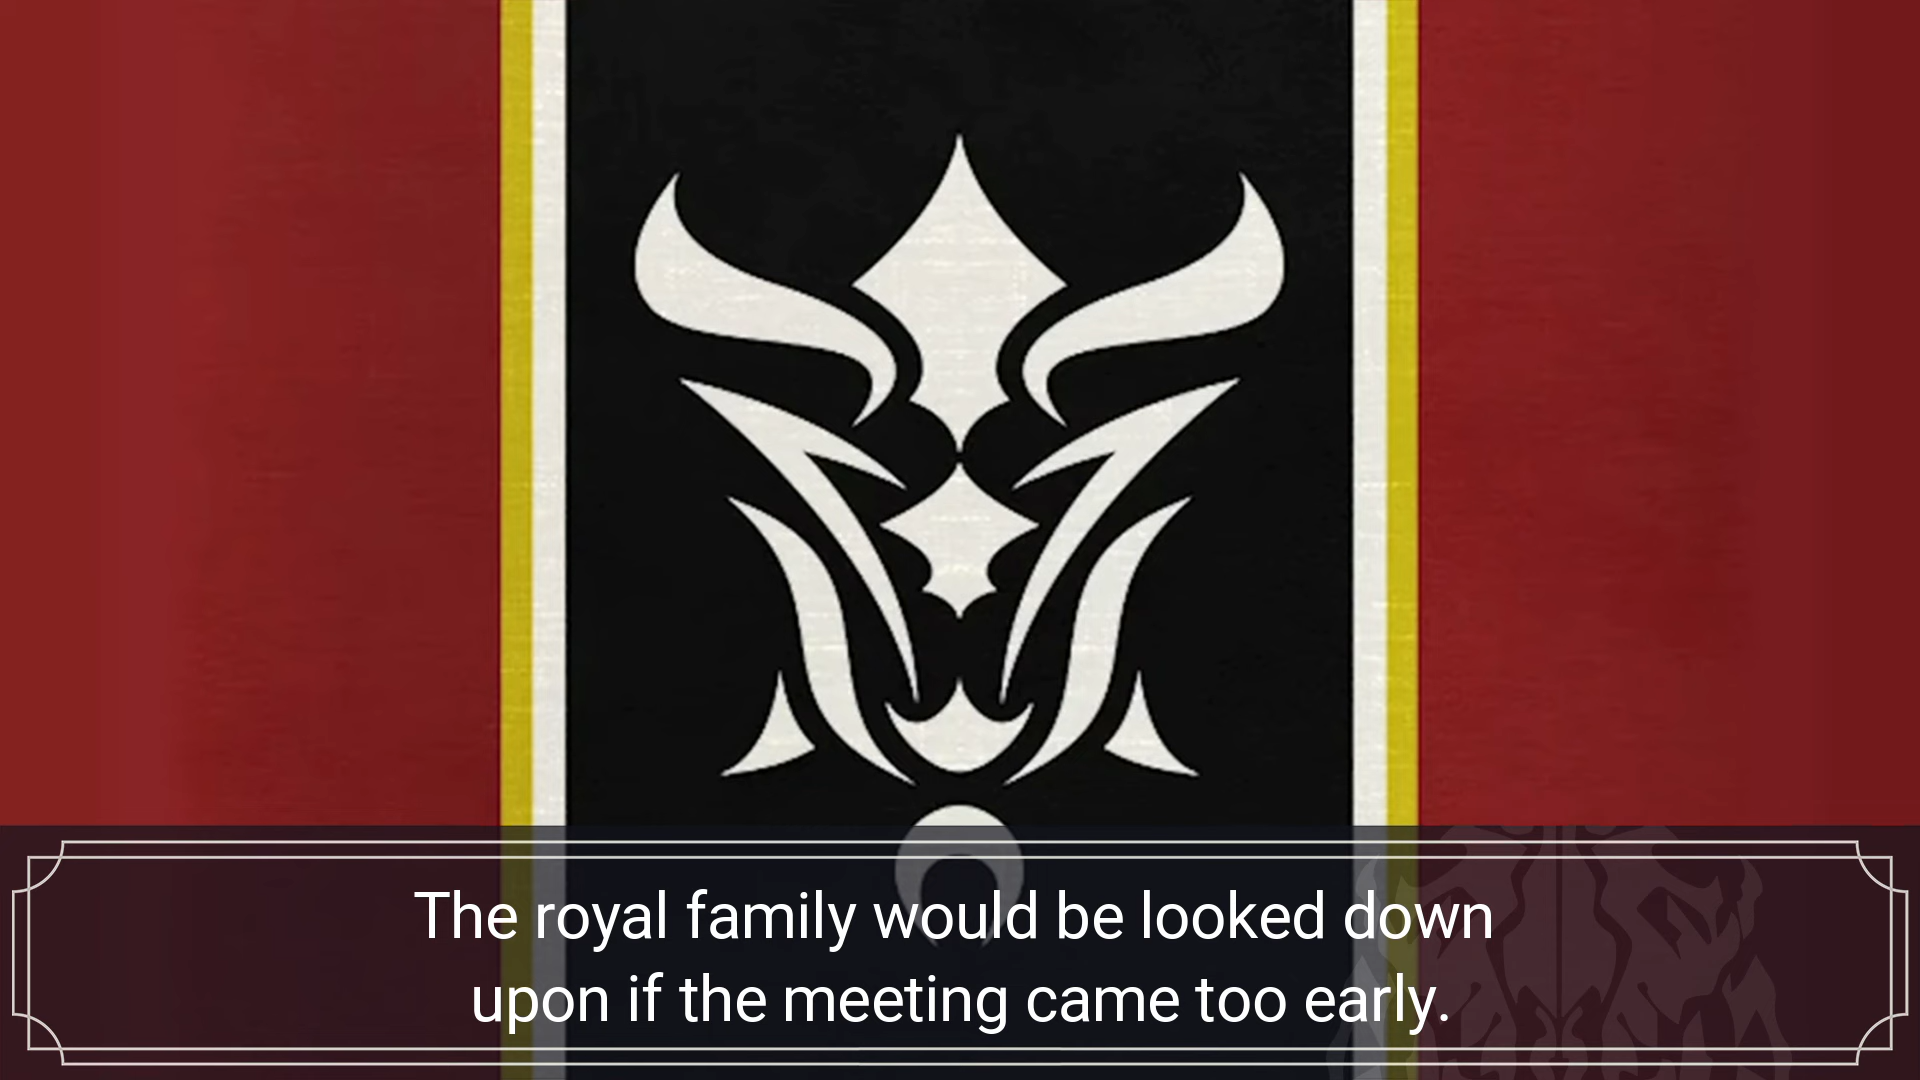 The royal family would be looked down
upon if the meeting came too early.